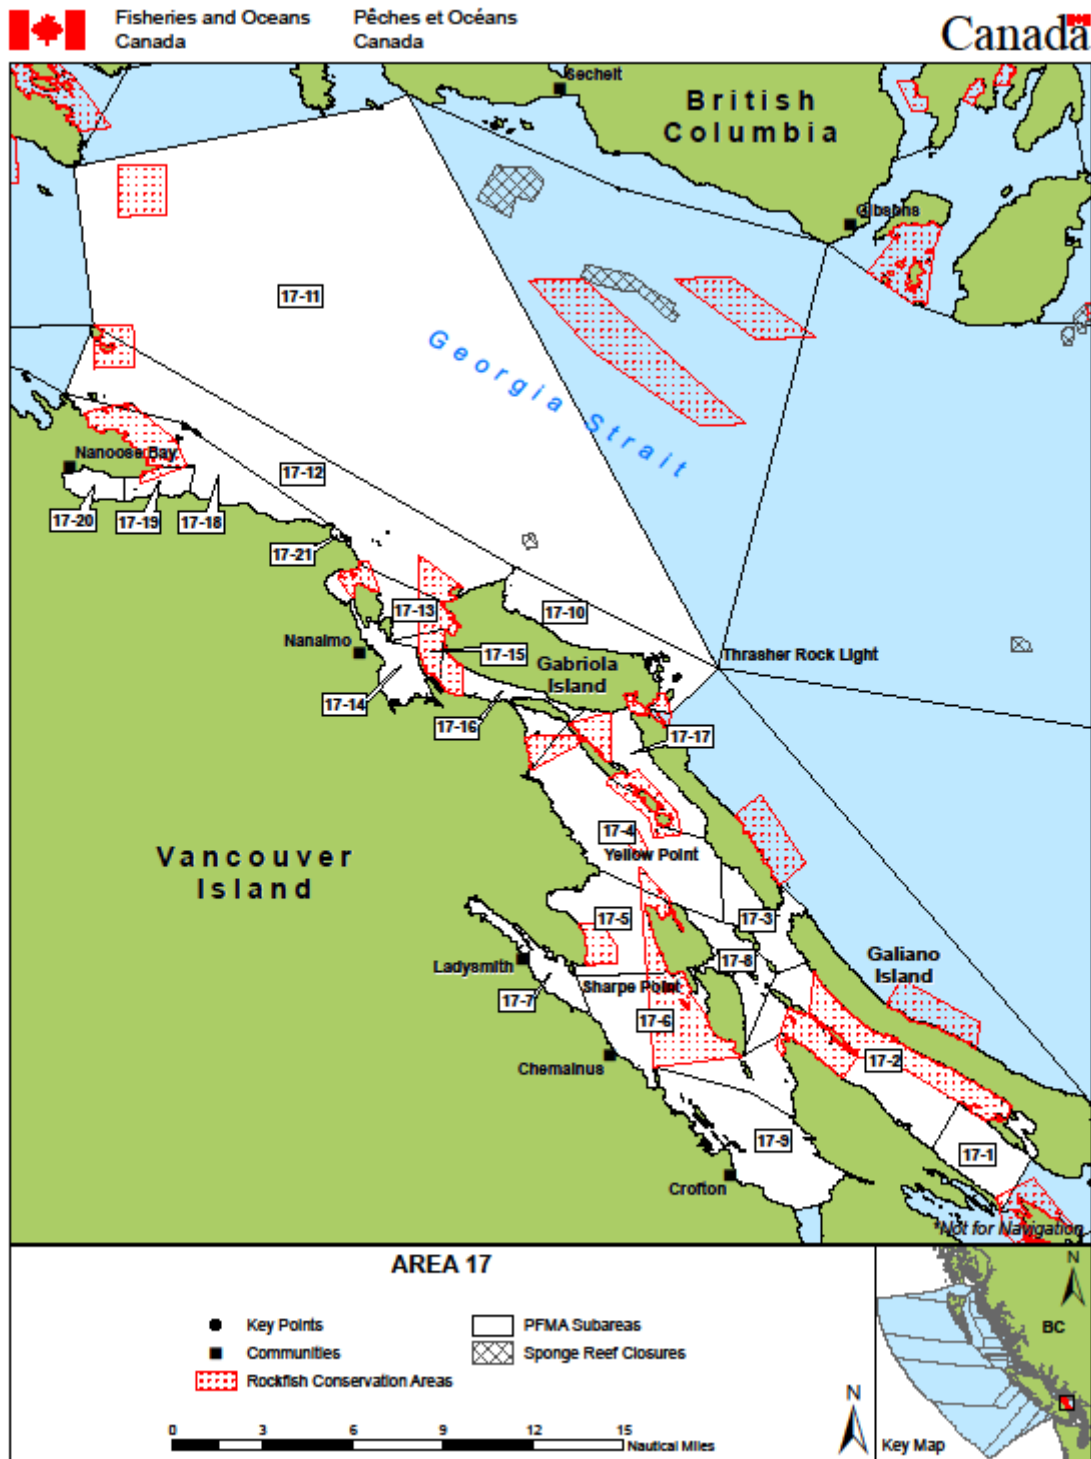 Fisheries and Oceans
Canada
Pêches et Océans
Canada
Canada
Sechelt
British
Columbia
Gibsons
17-11
Georgia Strait
Nanoose Bay
17-12
17-20
17-19
17-18
17-21
17-13
17-10
Nanaimo
17-15
Thrasher Rock Light
Gabriola
Island
17-14
17-16
17-17
17-4
Yellow Point
Vancouver
Island
17-5
17-3
17-8
Ladysmith
Galiano
Island
Sharpe Point
17-7
17-6
Chemainus
17-2
17-9
17-1
Crofton
*Not for Navigation
AREA 17
Key Points
Communities
Rockfish Conservation Areas
PFMA Subareas
Sponge Reef Closures
0 3 6 9 12 15
Nautical Miles
N
N
BC
Key Map